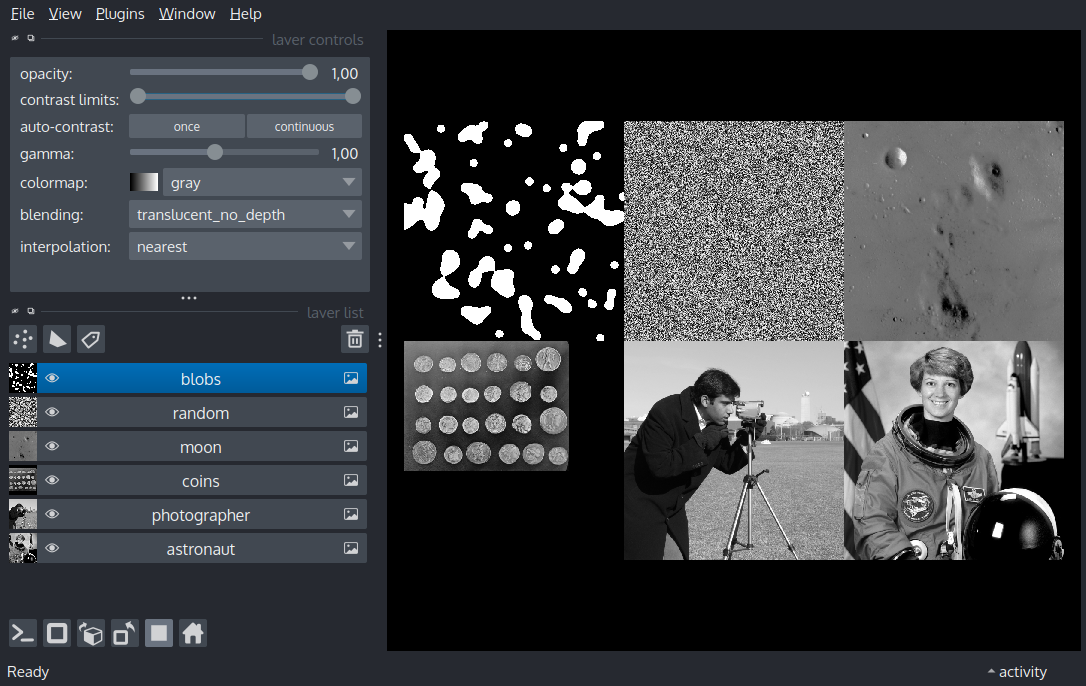 File View Plugins Window Help
layer controls
opacity: 1,00
contrast limits:
auto-contrast: once continuous
gamma: 1,00
colormap: gray
blending: translucent_no_depth
interpolation: nearest
layer list
blobs
random
moon
coins
photographer
astronaut
Ready
activity